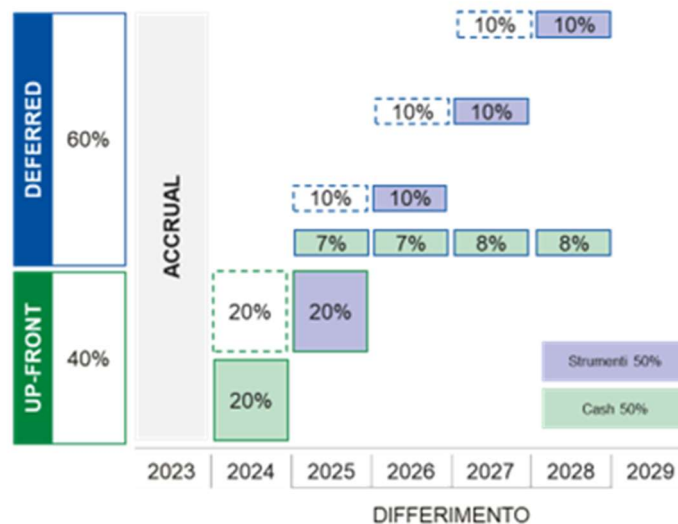 10% 10%
DEFERRED
60%
10% 10%
ACCRUAL
10% 10%
7% 7% 8% 8%
UP-FRONT
40%
20% 20%
20%
Strumenti 50%
Cash 50%
2023 2024 2025 2026 2027 2028 2029
DIFFERIMENTO